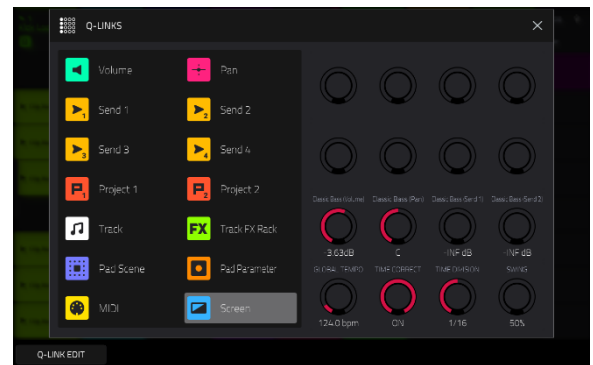 Q-LINKS
Volume
Pan
Send 1
Send 2
Send 3
Send 4
Project 1
Project 2
Track
FX
Track FX Rack
Pad Scene
Pad Parameter
MIDI
Screen
Classic Bass (Volume) Classic Bass (Pan) Classic Bass (Send 1) Classic Bass (Send 2)
-3.63dB C -INF dB -INF dB
GLOBAL TEMPO TIME CORRECT TIME DIVISION SWING
124.0 bpm ON 1/16 50%
Q-LINK EDIT